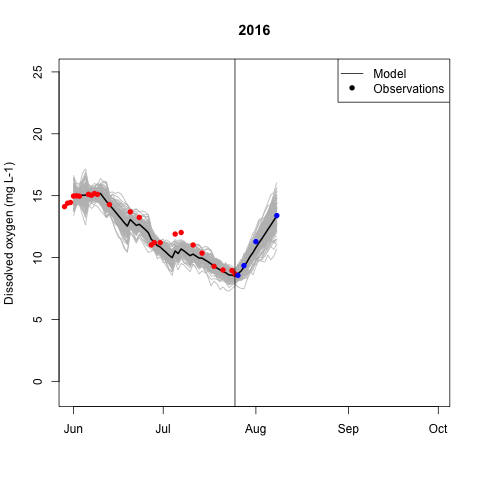 2016
Model
Observations
Dissolved oxygen (mg L-1)
25
20
15
10
5
0
Jun
Jul
Aug
Sep
Oct